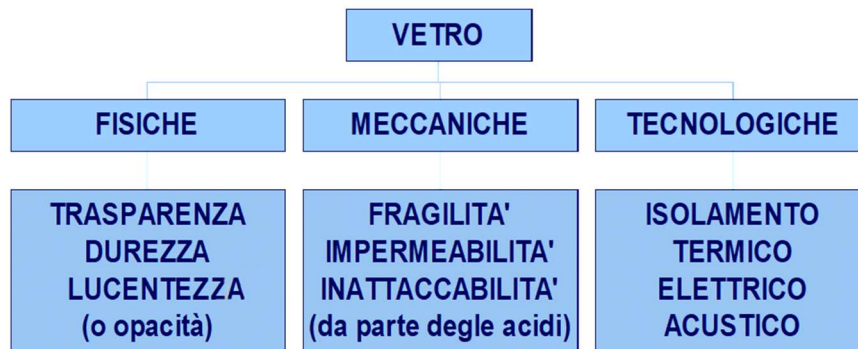 VETRO
FISICHE
MECCANICHE
TECNOLOGICHE
TRASPARENZA
DUREZZA
LUCENTEZZA
(o opacità)
FRAGILITA'
IMPERMEABILITA'
INATTACCABILITA'
(da parte degle acidi)
ISOLAMENTO
TERMICO
ELETTRICO
ACUSTICO